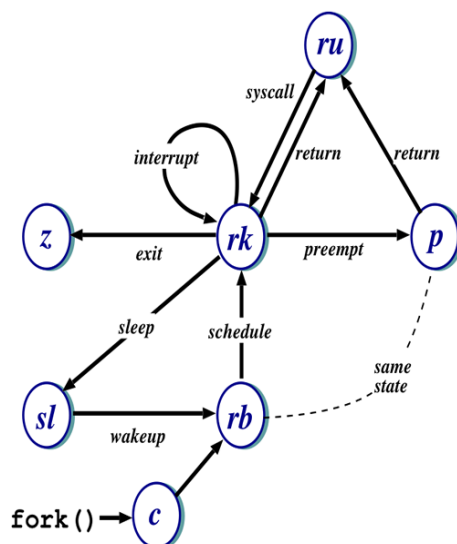 ru
syscall
interrupt
return
return
z
rk
p
exit
preempt
sleep
schedule
same
state
sl
rb
wakeup
fork()
c